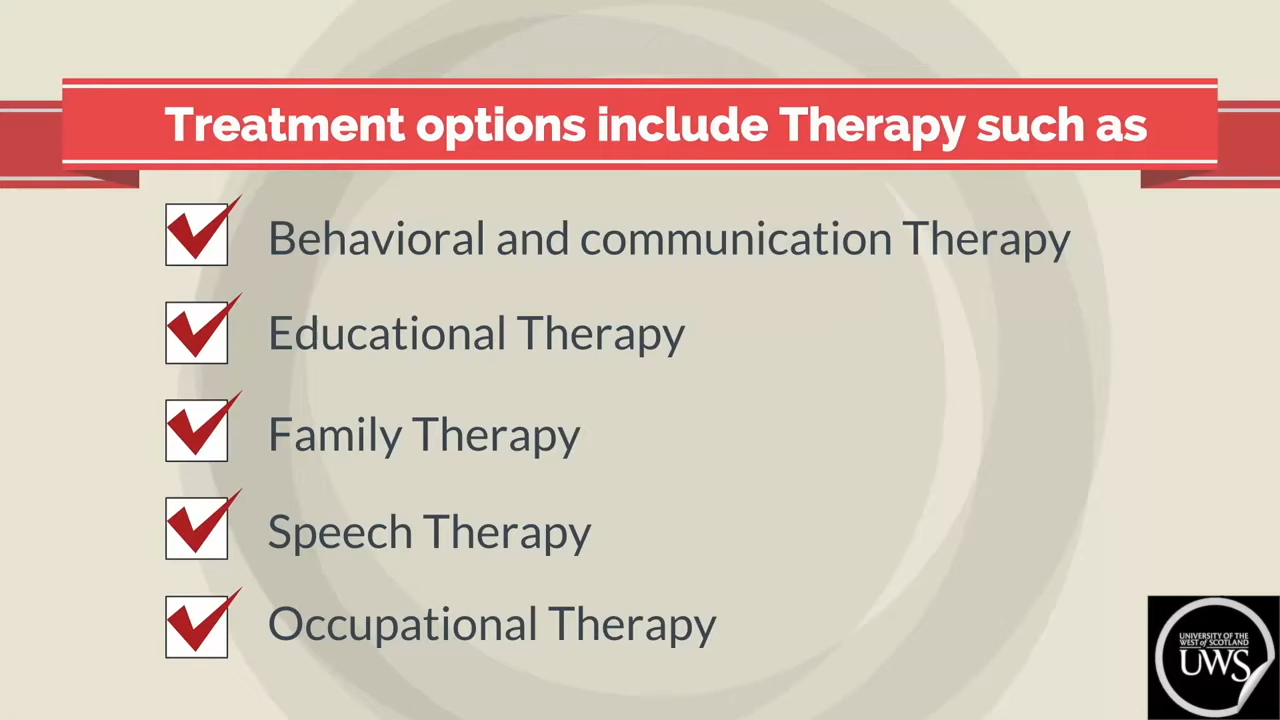 Treatment options include Therapy such as
Behavioral and communication Therapy
Educational Therapy
Family Therapy
Speech Therapy
Occupational Therapy
UNIVERSITY OF THE
WEST of SCOTLAND
UWS